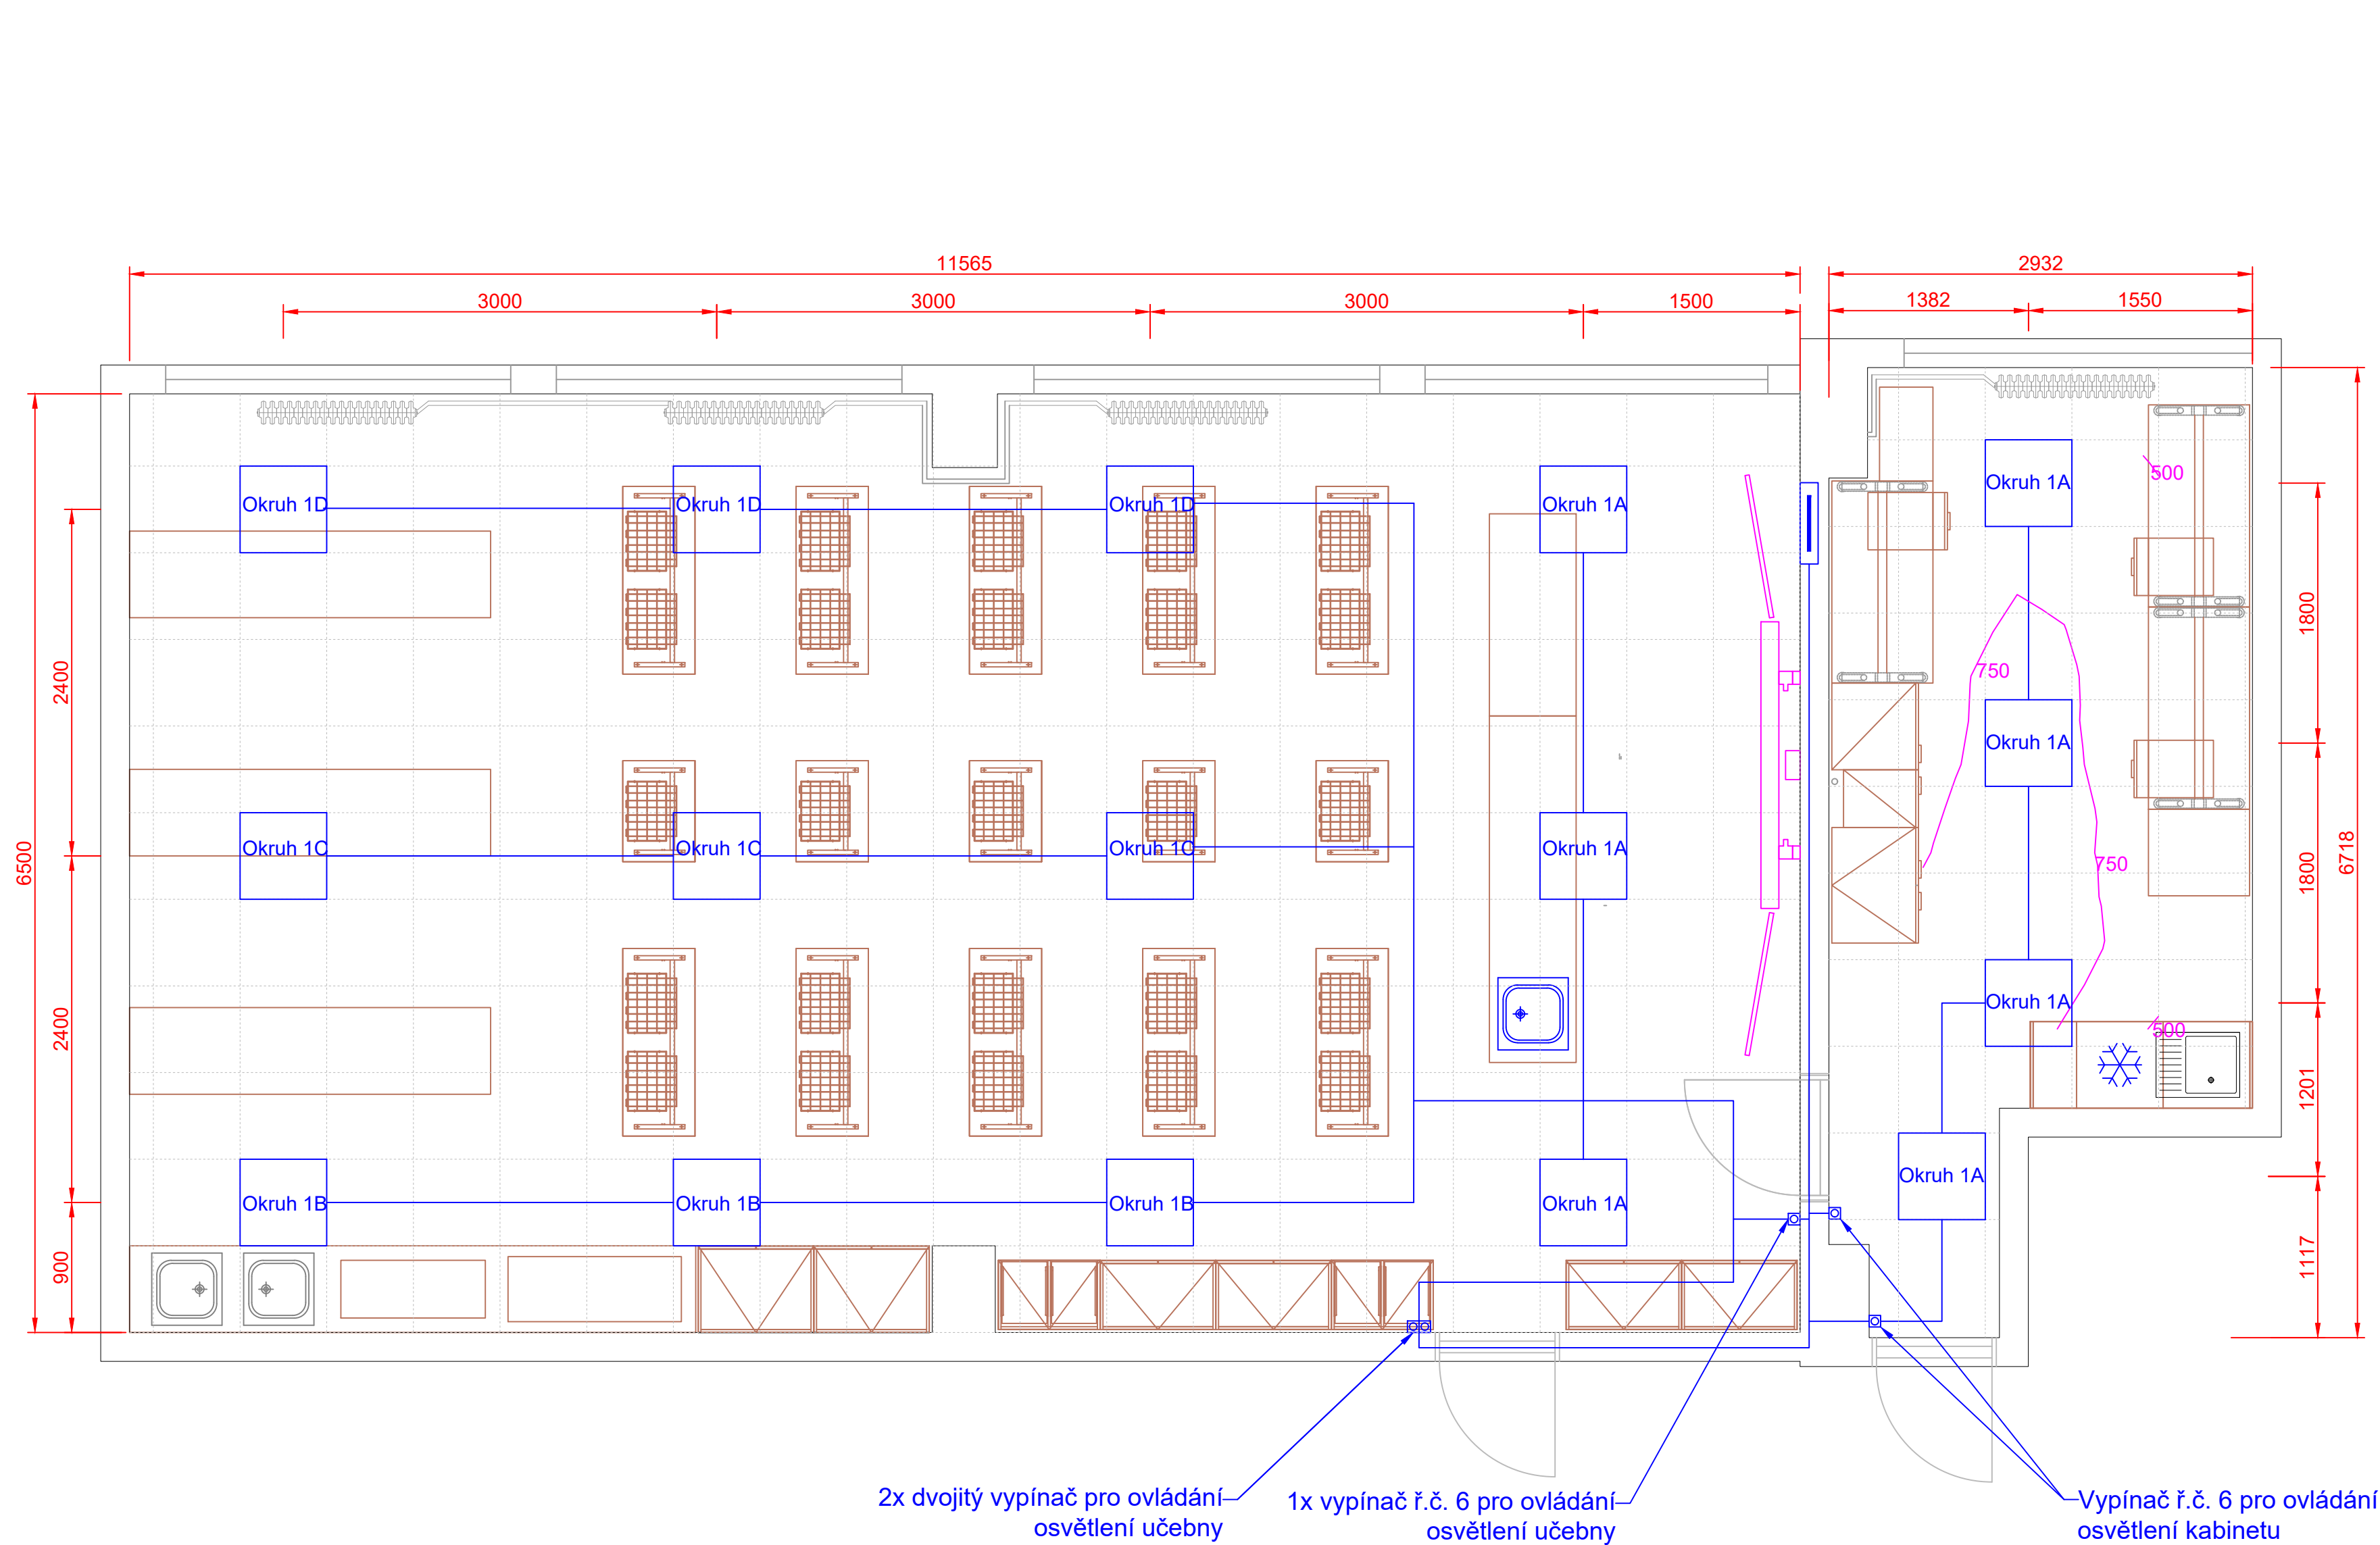 11565
2932
3000
3000
3000
1500
1382
1550
Okruh 1D
Okruh 1D
Okruh 1D
Okruh 1A
Okruh 1A
500
1800
2400
750
Okruh 1A
Okruh 1C
Okruh 1C
Okruh 1C
Okruh 1A
750
1800
6500
6718
Okruh 1A
500
2400
1201
Okruh 1B
Okruh 1B
Okruh 1B
Okruh 1A
Okruh 1A
900
1117
2x dvojitý vypínač pro ovládání
osvětlení učebny
1x vypínač ř.č. 6 pro ovládání
osvětlení učebny
Vypínač ř.č. 6 pro ovládání
osvětlení kabinetu